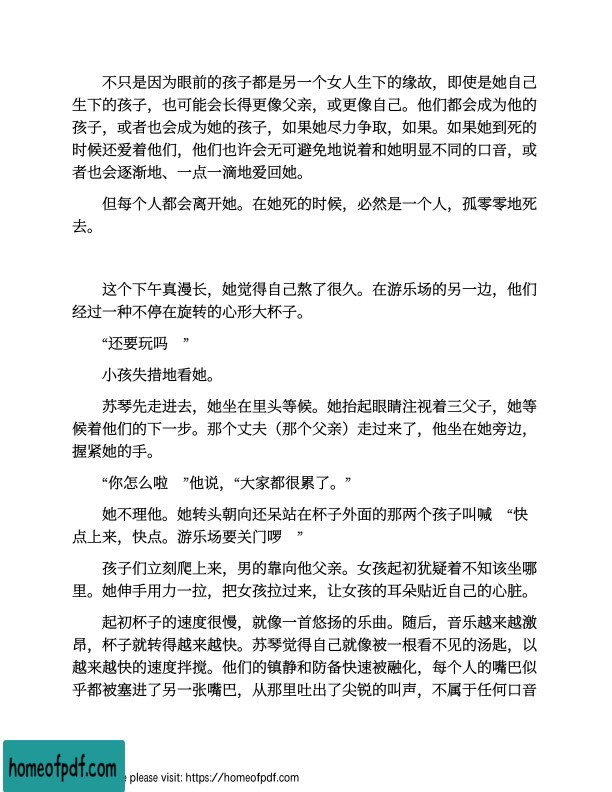 不只是因为眼前的孩子都是另一个女人生下的缘故，即使是她自己
生下的孩子，也可能会长得更像父亲，或更像自己。他们都会成为他的
孩子，或者也会成为她的孩子，如果她尽力争取，如果。如果她到死的
时候还爱着他们，他们也许会无可避免地说着和她明显不同的口音，或
者也会逐渐地、一点一滴地爱回她。
但每个人都会离开她。在她死的时候，必然是一个人，孤零零地死
去。
这个下午真漫长，她觉得自己熬了很久。在游乐场的另一边，他们
经过一种不停在旋转的心形大杯子。
“还要玩吗　”
小孩失措地看她。
苏琴先走进去，她坐在里头等候。她抬起眼睛注视着三父子，她等
候着他们的下一步。那个丈夫（那个父亲）走过来了，他坐在她旁边，
握紧她的手。
“你怎么啦　”他说，“大家都很累了。”
她不理他。她转头朝向还呆站在杯子外面的那两个孩子叫喊　“快
点上来，快点。游乐场要关门啰　”
孩子们立刻爬上来，男的靠向他父亲。女孩起初犹疑着不知该坐哪
里。她伸手用力一拉，把女孩拉过来，让女孩的耳朵贴近自己的心脏。
起初杯子的速度很慢，就像一首悠扬的乐曲。随后，音乐越来越激
昂，杯子就转得越来越快。苏琴觉得自己就像被一根看不见的汤匙，以
越来越快的速度拌搅。他们的镇静和防备快速被融化，每个人的嘴巴似
乎都被塞进了另一张嘴巴，从那里吐出了尖锐的叫声，不属于任何口音
homeofpdf.com
please visit: https://homeofpdf.com